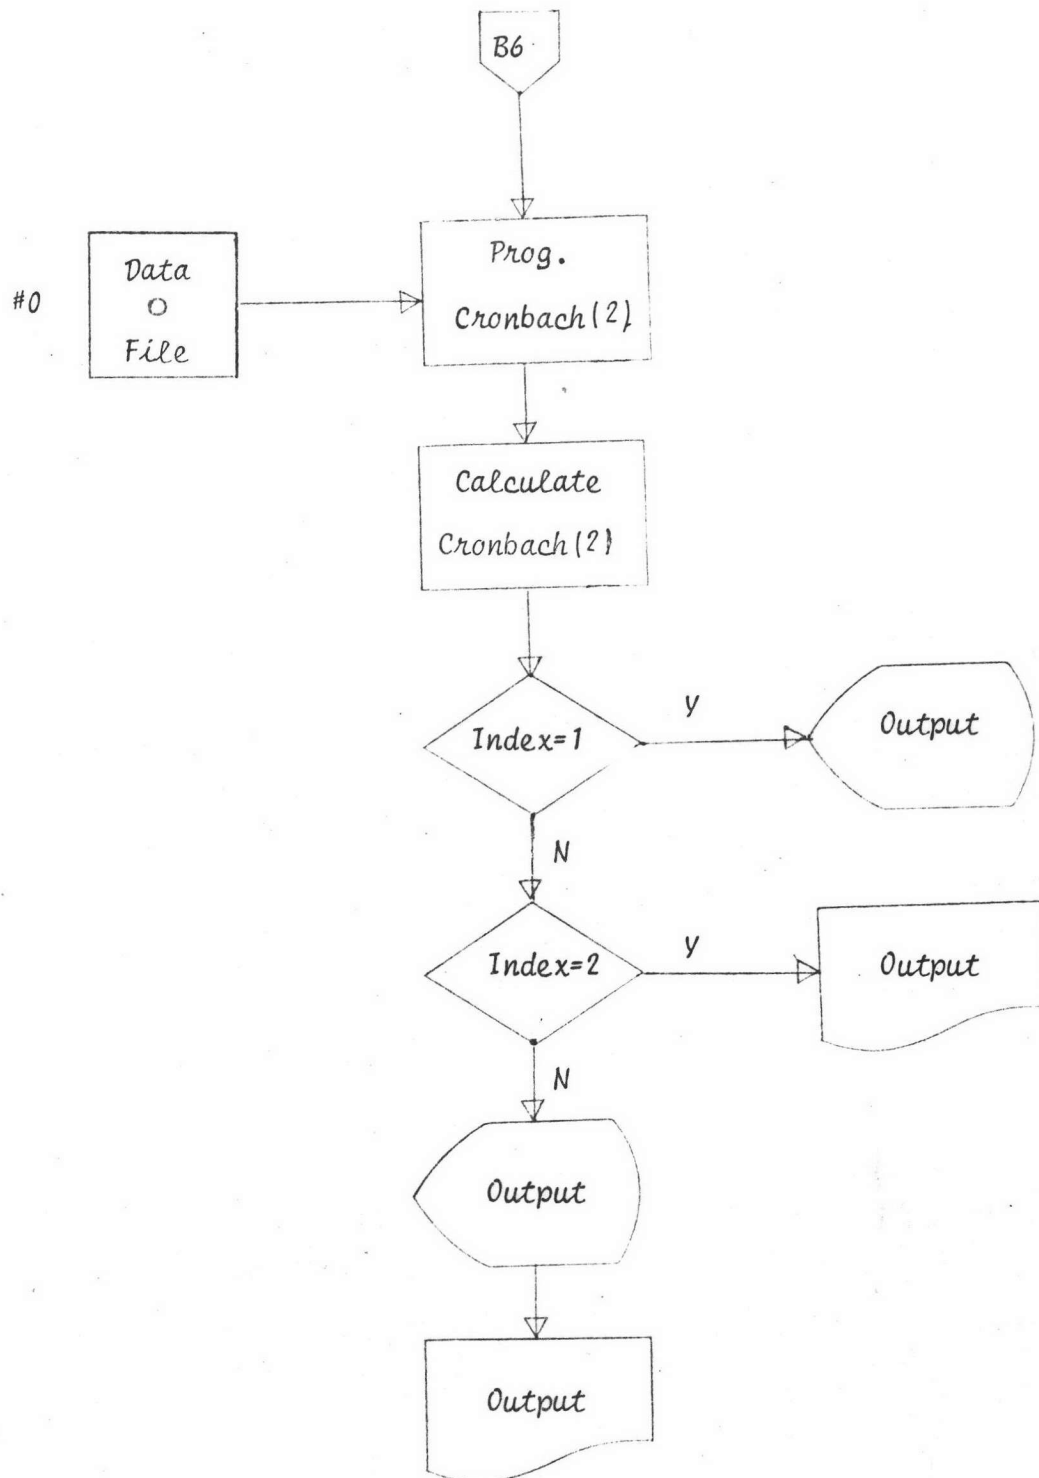 B6
#0
Data
File
Prog.
Cronbach(2)
Calculate
Cronbach(2)
Index=1
Y
Output
N
Index=2
Y
Output
N
Output
Output